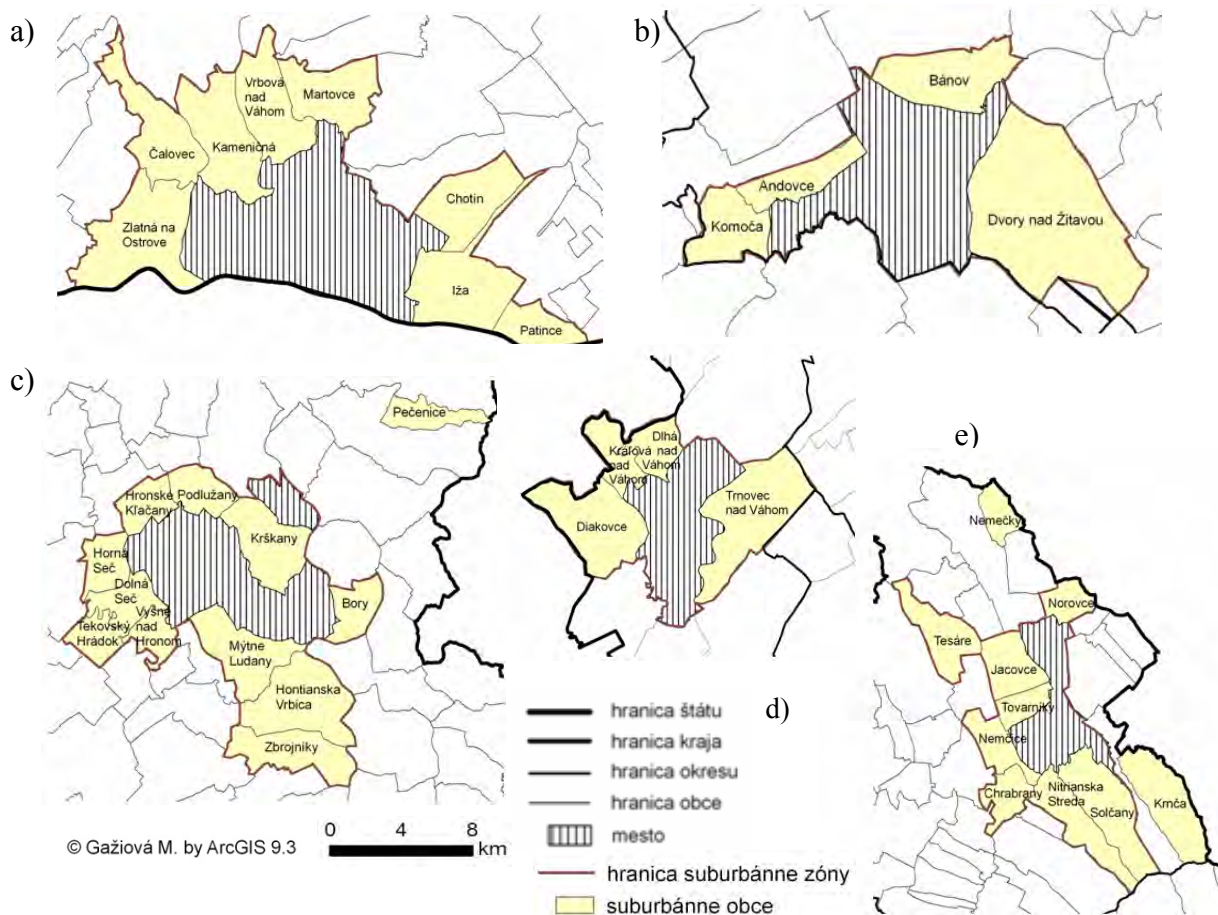 a)
Vrbová
nad
Váhom
Martovce
Čalovec
Kameničná
Zlatná na
Ostrove
Chotín
Iža
Patince
b)
Bánov
Andovce
Komoča
Dvory nad Žitavou
c)
Pečenice
Hronské
Kľačany
Podlužany
Krškany
Horná
Seč
Dolná
Seč
Tekovský
Hrádok
Vyšné
nad
Hronom
Bory
Mýtne
Ludany
Hontianska
Vrbica
Zbrojníky
Dlhá
nad
Váhom
Kráľová
nad
Váhom
Diakovce
Trnovec
nad Váhom
d)
e)
Nemečky
Norovce
Tesáre
Jacovce
Tovarníky
Nemčice
Chrabrany
Nitrianska
Streda
Solčany
Krnča
hranica štátu
hranica kraja
hranica okresu
hranica obce
mesto
hranica suburbánne zóny
suburbánne obce
© Gažiová M. by ArcGIS 9.3
0 4 8
km